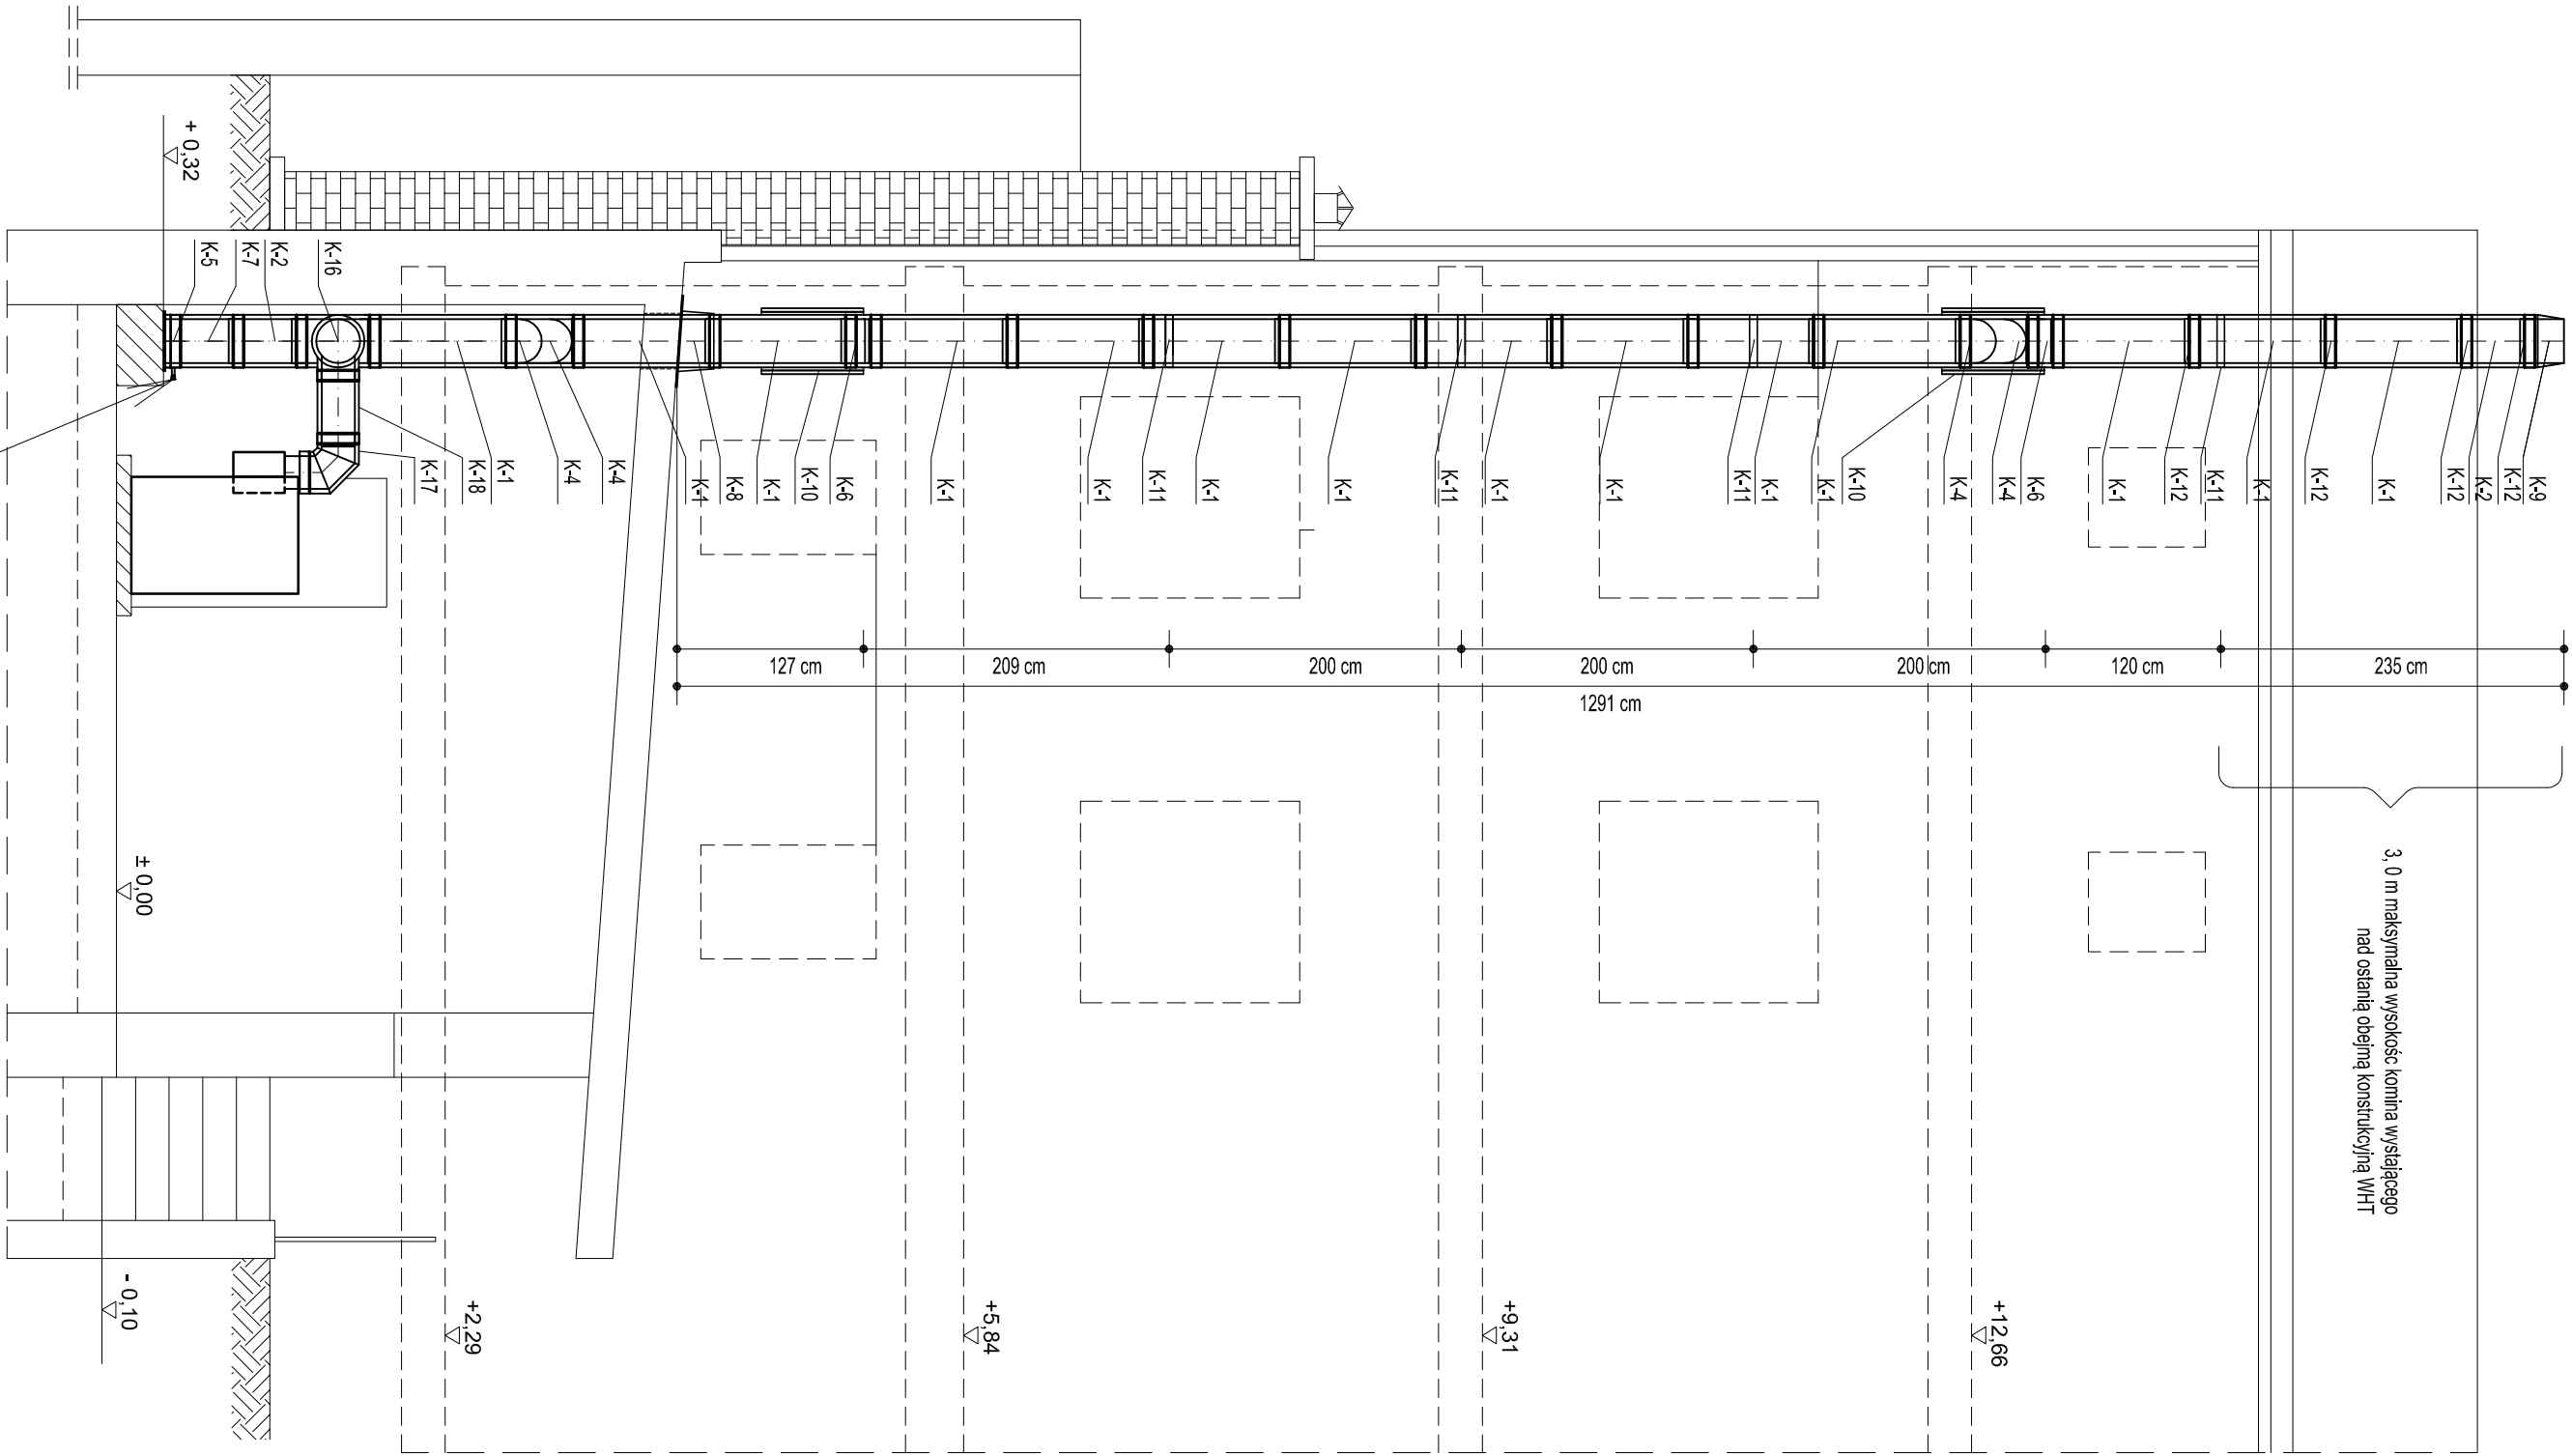 + 0,32
K-5
K-7
K-2
K-16
K-17
K-18
K-1
K-4
K-4
K-1
K-8
K-1
K-10
K-6
K-1
K-1
K-11
K-1
K-1
K-11
K-1
K-1
K-11
K-1
K-1
K-10
K-4
K-4
K-6
K-1
K-12
K-11
K-1
K-12
K-1
K-12
K-2
K-12
K-9
127 cm
209 cm
200 cm
200 cm
200 cm
120 cm
235 cm
1291 cm
3, 0 m maksymalna wysokość komina wystającego
nad ostanią obejmą konstrukcyjną WHT
± 0,00
- 0,10
+2,29
+5,84
+9,31
+12,66